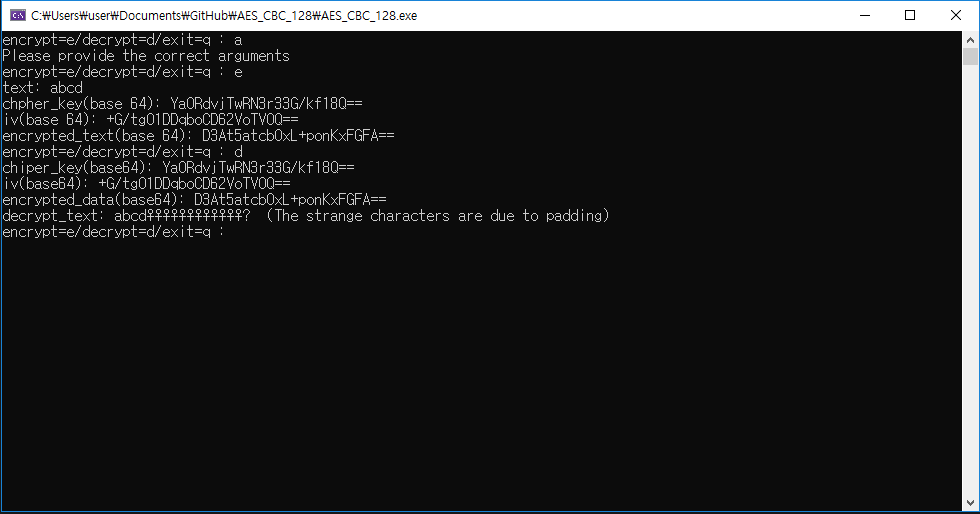 C:₩Users₩user₩Documents₩GitHub₩AES_CBC_128₩AES_CBC_128.exe
encrypt=e/decrypt=d/exit=q : a
Please provide the correct arguments
encrypt=e/decrypt=d/exit=q : e
text: abcd
chpher_key(base 64): YaORdvjTwRN3r33G/kf18Q==
iv(base 64): +G/tgO1DDqboCD62VoTVOQ==
encrypted_text(base 64): D3At5atcbOxL+ponKxFGFA==
encrypt=e/decrypt=d/exit=q : d
chiper_key(base64): YaORdvjTwRN3r33G/kf18Q==
iv(base64): +G/tgO1DDqboCD62VoTVOQ==
encrypted_data(base64): D3At5atcbOxL+ponKxFGFA==
decrypt_text: abcd♀♀♀♀♀♀♀♀♀♀♀♀?  (The strange characters are due to padding)
encrypt=e/decrypt=d/exit=q :